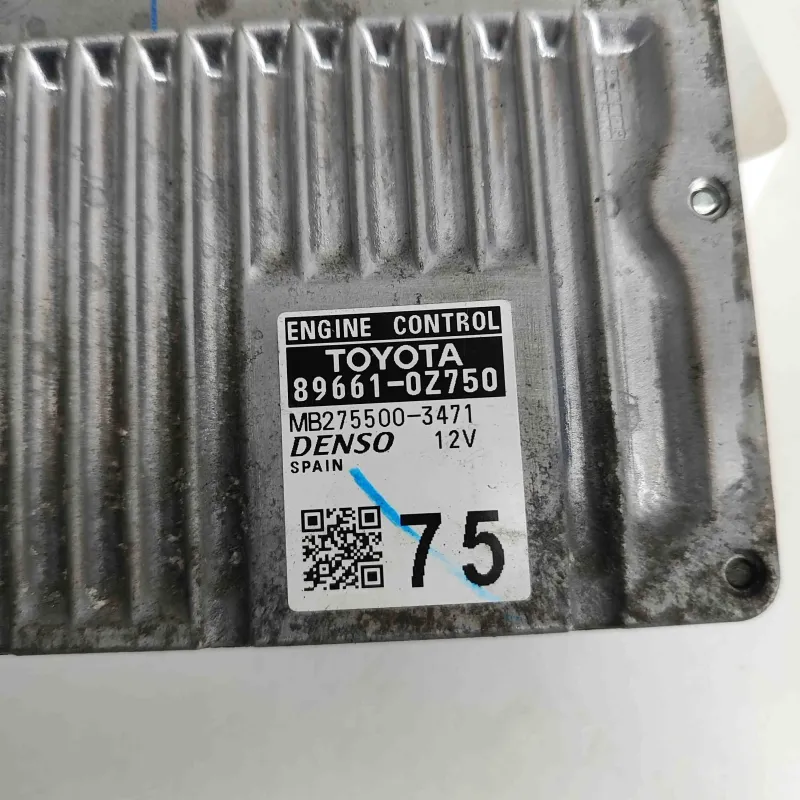 ENGINE CONTROL
TOYOTA
89661-0Z750
MB275500-3471
DENSO 12V
SPAIN
75